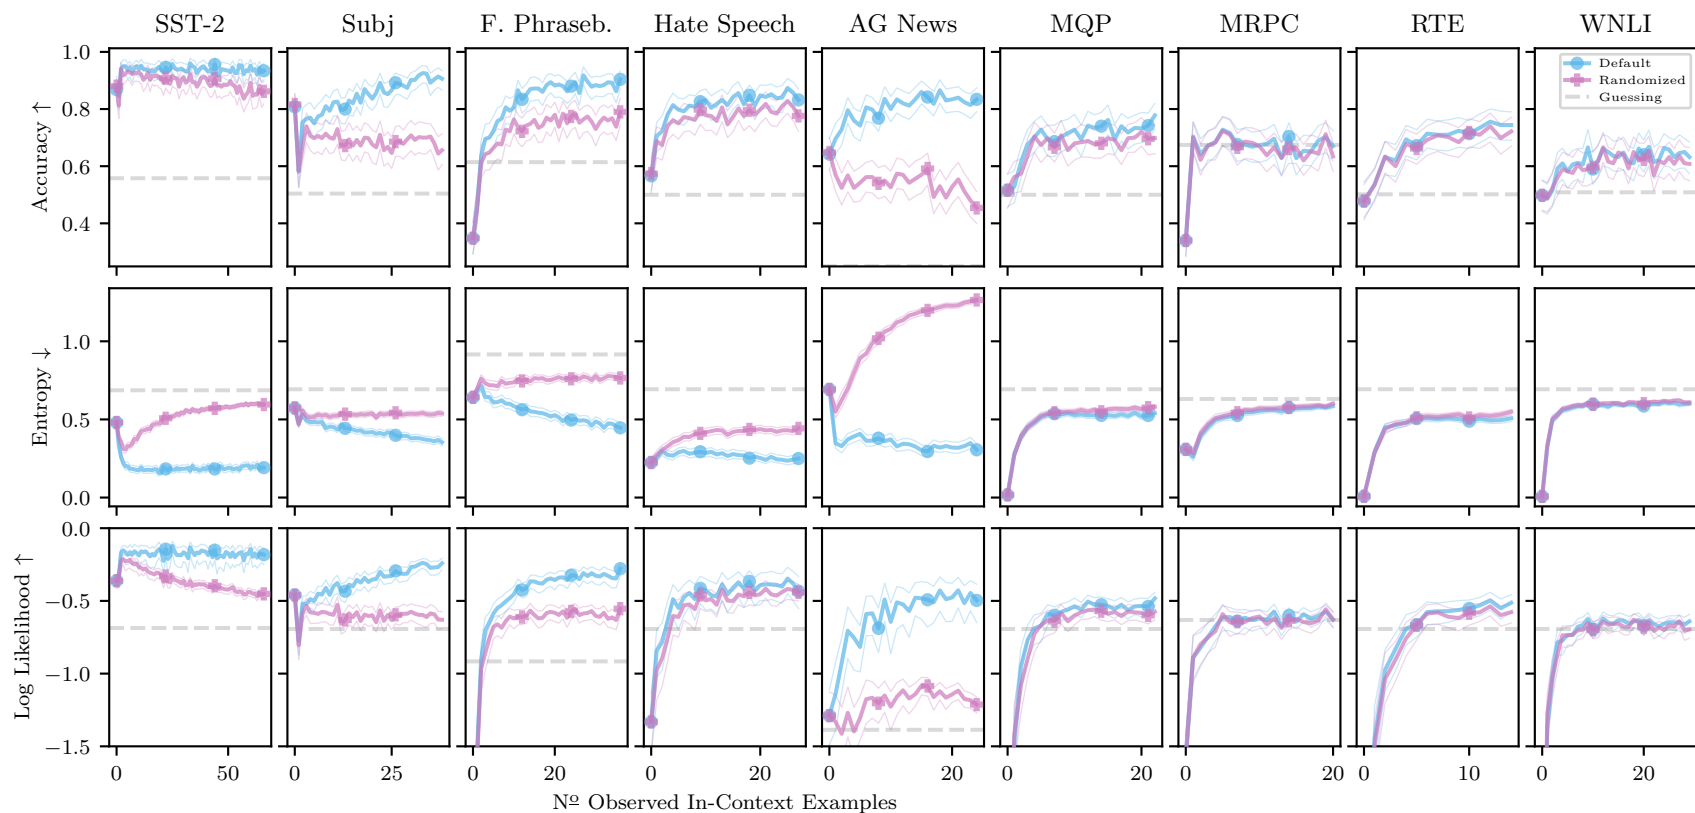 SST-2 Subj F. Phraseb. Hate Speech AG News MQP MRPC RTE WNLI
Accuracy ↑
1.0
0.8
0.6
0.4
Default
Randomized
Guessing
Entropy ↓
1.0
0.5
0.0
Log Likelihood ↑
0.0
−0.5
−1.0
−1.5
0 50 0 25 0 20 0 20 0 20 0 20 0 20 0 10 0 20
Nº Observed In-Context Examples